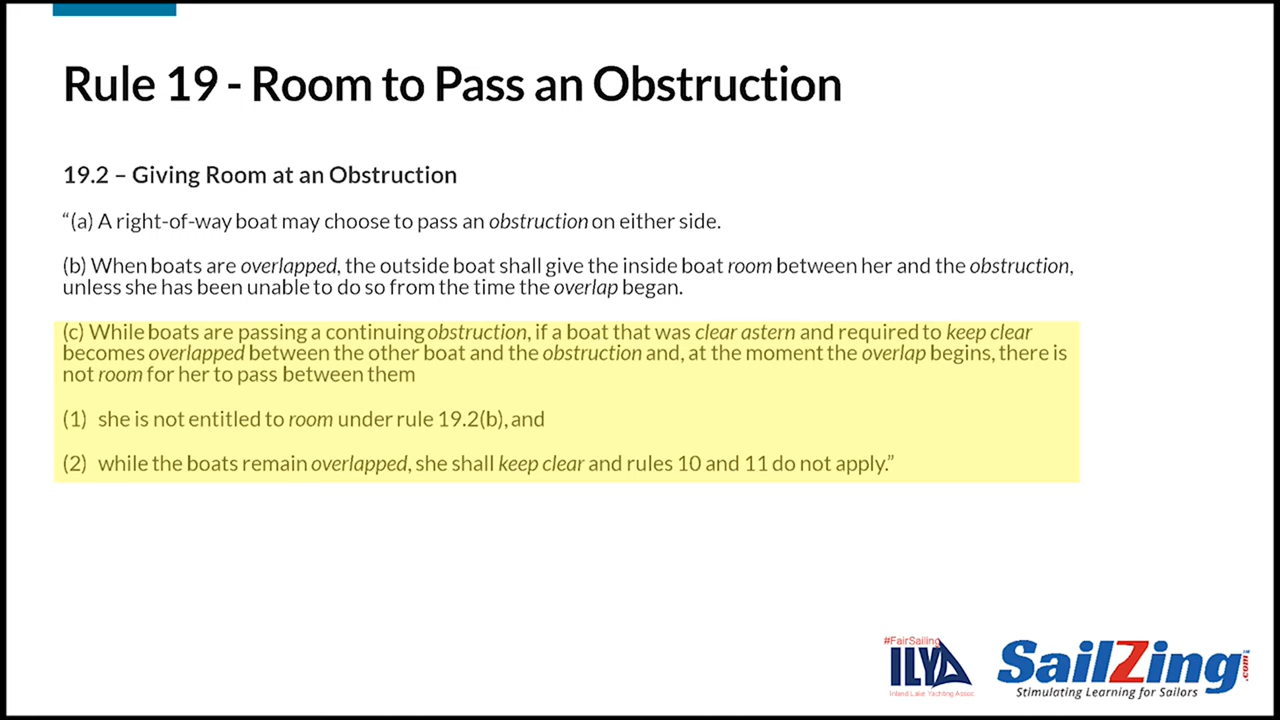 Rule 19 - Room to Pass an Obstruction
19.2 – Giving Room at an Obstruction
“(a) A right-of-way boat may choose to pass an obstruction on either side.
(b) When boats are overlapped, the outside boat shall give the inside boat room between her and the obstruction,
unless she has been unable to do so from the time the overlap began.
(c) While boats are passing a continuing obstruction, if a boat that was clear astern and required to keep clear
becomes overlapped between the other boat and the obstruction and, at the moment the overlap begins, there is
not room for her to pass between them
(1) she is not entitled to room under rule 19.2(b), and
(2) while the boats remain overlapped, she shall keep clear and rules 10 and 11 do not apply.”
#FairSailing
ILYA
Inland Lake Yachting Assoc.
SailZing.com
Stimulating Learning for Sailors